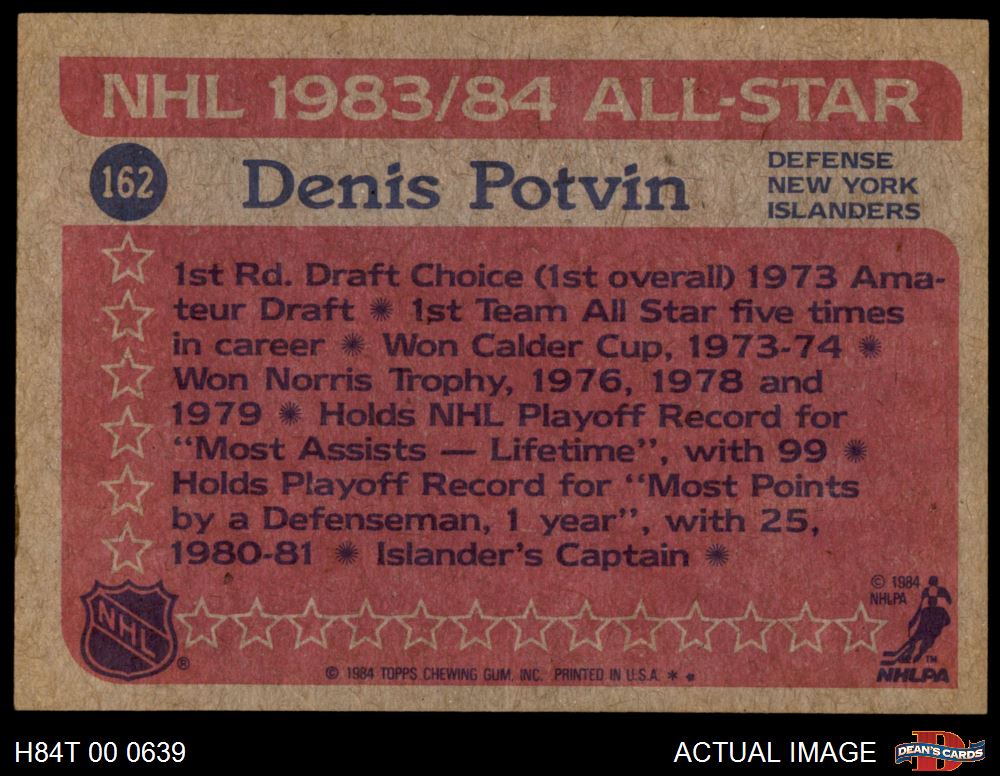 NHL 1983/84 ALL-STAR
162
Denis Potvin
DEFENSE
NEW YORK
ISLANDERS
1st Rd. Draft Choice (1st overall) 1973 Ama-
teur Draft ✺ 1st Team All Star five times
in career ✺ Won Calder Cup, 1973-74 ✺
Won Norris Trophy, 1976, 1978 and
1979 ✺ Holds NHL Playoff Record for
“Most Assists — Lifetime”, with 99 ✺
Holds Playoff Record for “Most Points
by a Defenseman, 1 year”, with 25,
1980-81 ✺ Islander’s Captain ✺
© 1984
NHLPA
NHL ®
TM
NHLPA
© 1984 TOPPS CHEWING GUM, INC. PRINTED IN U.S.A. * *
H84T 00 0639
ACTUAL IMAGE
D
DEAN'S CARDS